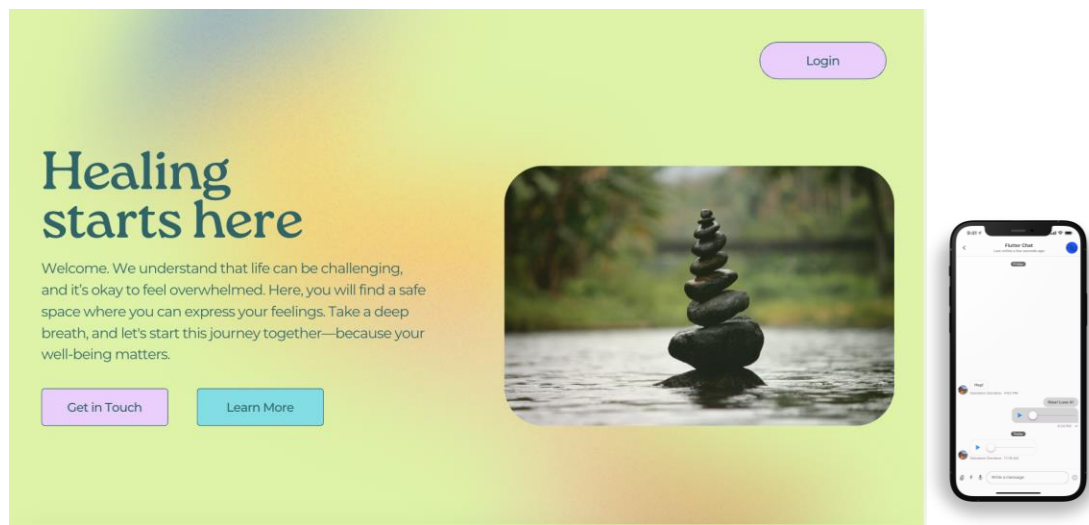 Login
Healing
starts here
Welcome. We understand that life can be challenging,
and it's okay to feel overwhelmed. Here, you will find a safe
space where you can express your feelings. Take a deep
breath, and let's start this journey together—because your
well-being matters.
Get in Touch
Learn More
9:41
Flutter Chat
Hey!
Write a message